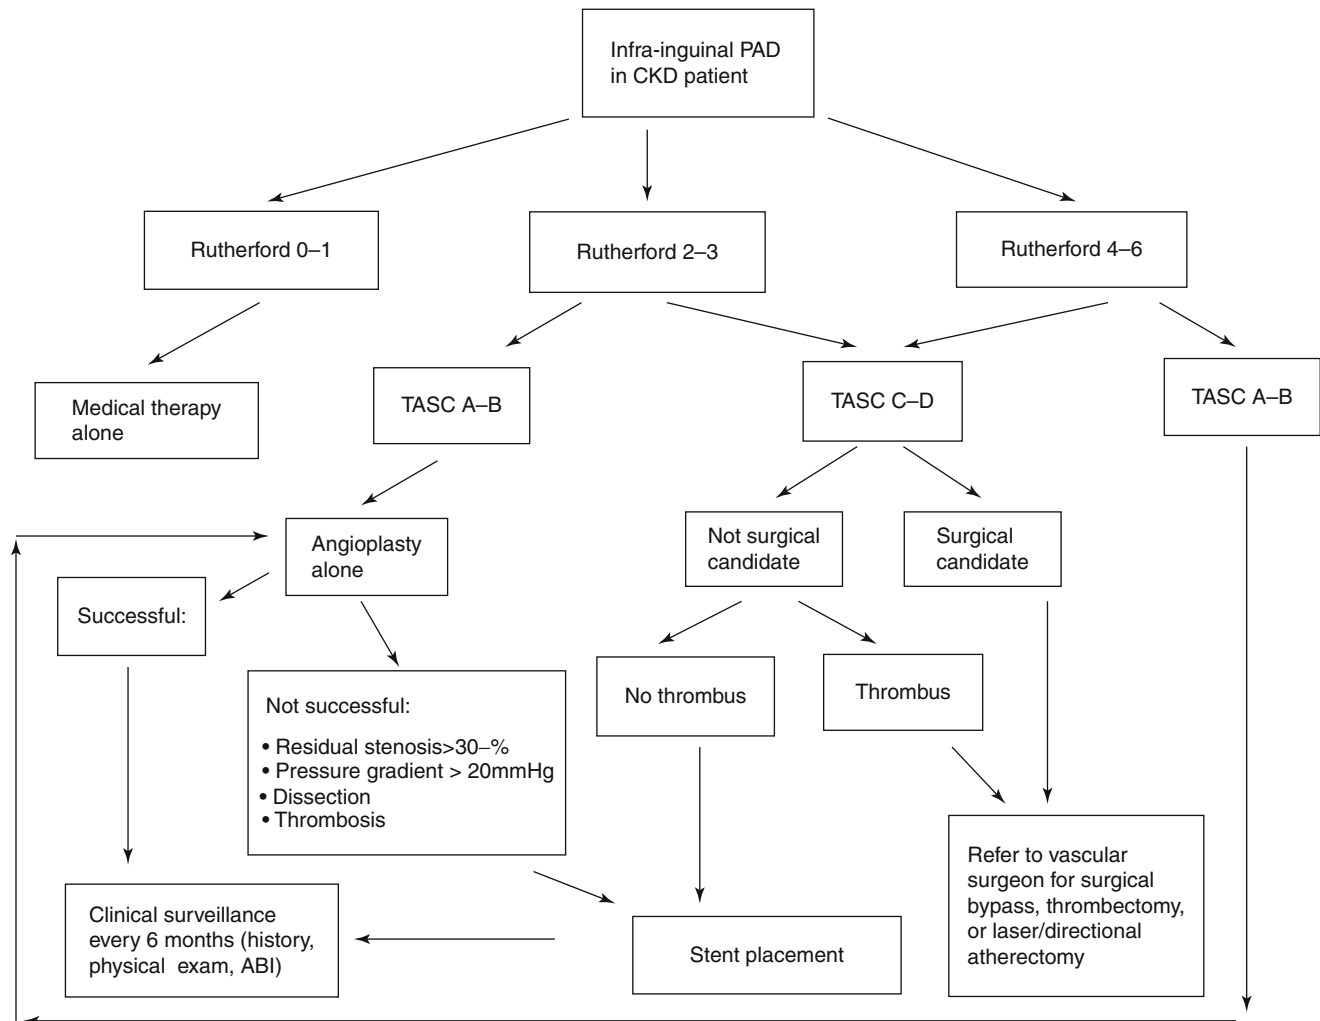 Infra-inguinal PAD
in CKD patient
Rutherford 0–1
Rutherford 2–3
Rutherford 4–6
Medical therapy
alone
TASC A–B
TASC C–D
TASC A–B
Angioplasty
alone
Not surgical
candidate
Surgical
candidate
Successful:
Not successful:
• Residual stenosis>30–%
• Pressure gradient > 20mmHg
• Dissection
• Thrombosis
No thrombus
Thrombus
Clinical surveillance
every 6 months (history,
physical exam, ABI)
Stent placement
Refer to vascular
surgeon for surgical
bypass, thrombectomy,
or laser/directional
atherectomy